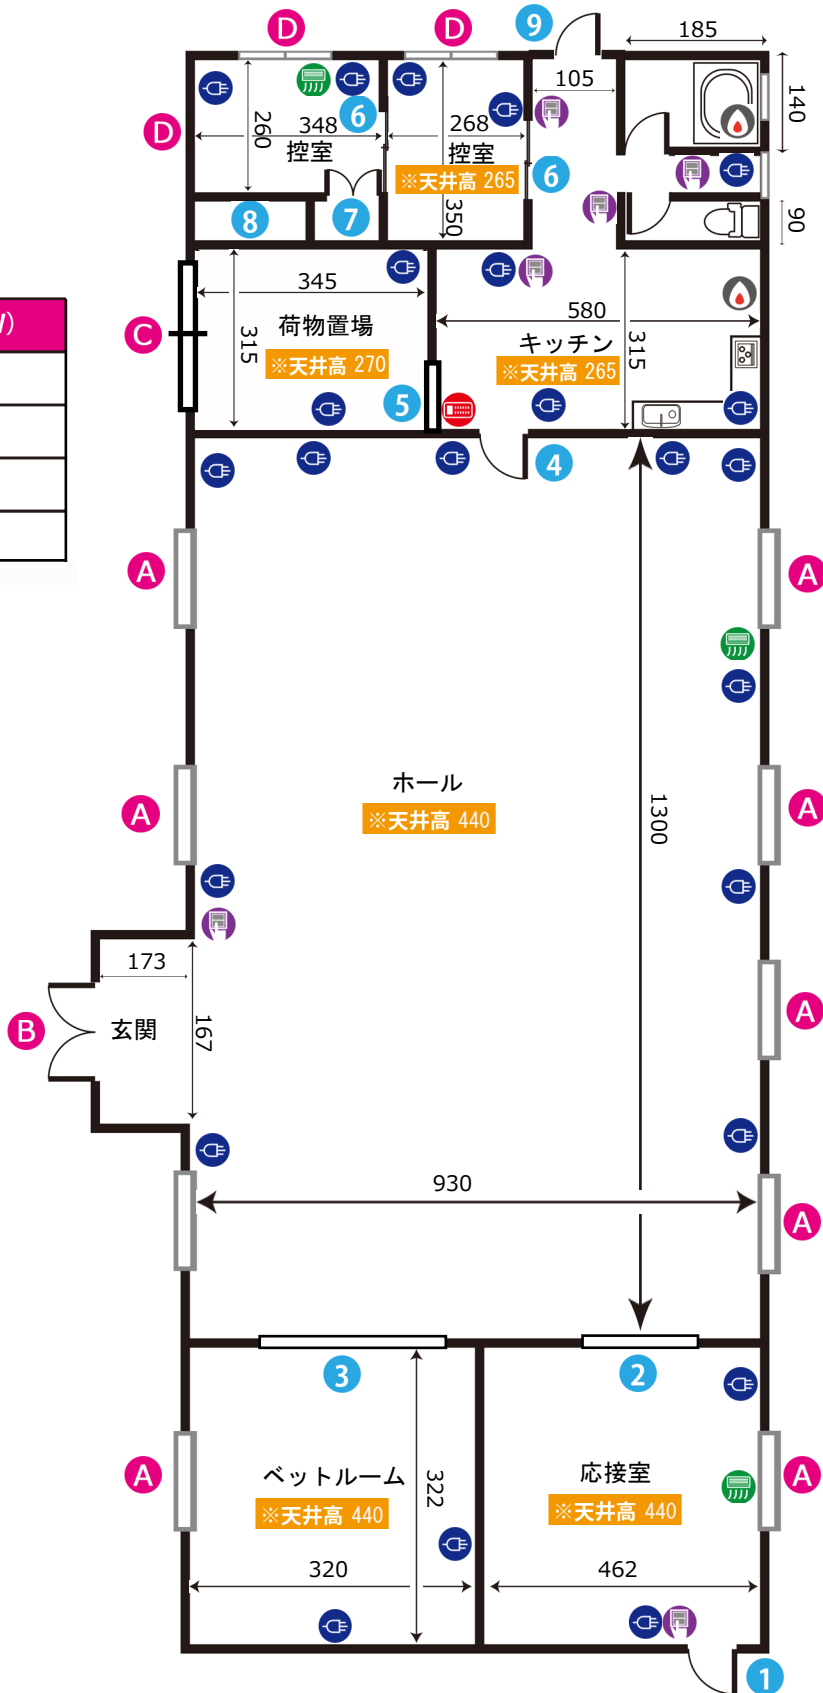 9
D
D
185
105
140
6
260
348
控室
268
控室
※天井高 265
350
D
6
7
8
90
345
荷物置場
※天井高 270
315
C
5
580
キッチン
※天井高 265
315
4
A
A
ホール
※天井高 440
1300
A
A
173
玄関
167
B
A
930
A
3
2
ベットルーム
※天井高 440
322
320
応接室
※天井高 440
462
A
A
1